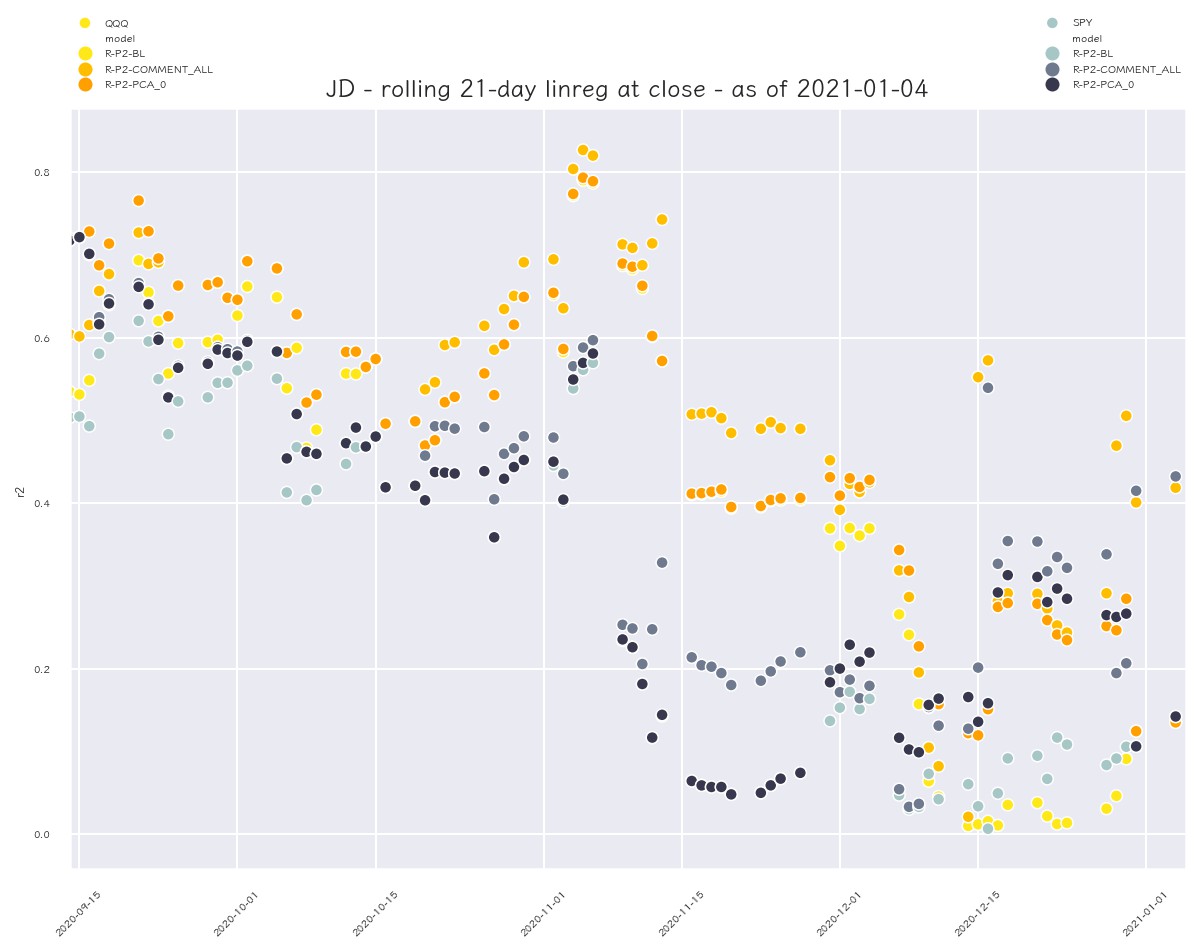 QQQ
model
R-P2-BL
R-P2-COMMENT_ALL
R-P2-PCA_0
SPY
model
R-P2-BL
R-P2-COMMENT_ALL
R-P2-PCA_0
JD - rolling 21-day linreg at close - as of 2021-01-04
r2
0.8
0.6
0.4
0.2
0.0
2020-09-15
2020-10-01
2020-10-15
2020-11-01
2020-11-15
2020-12-01
2020-12-15
2021-01-01